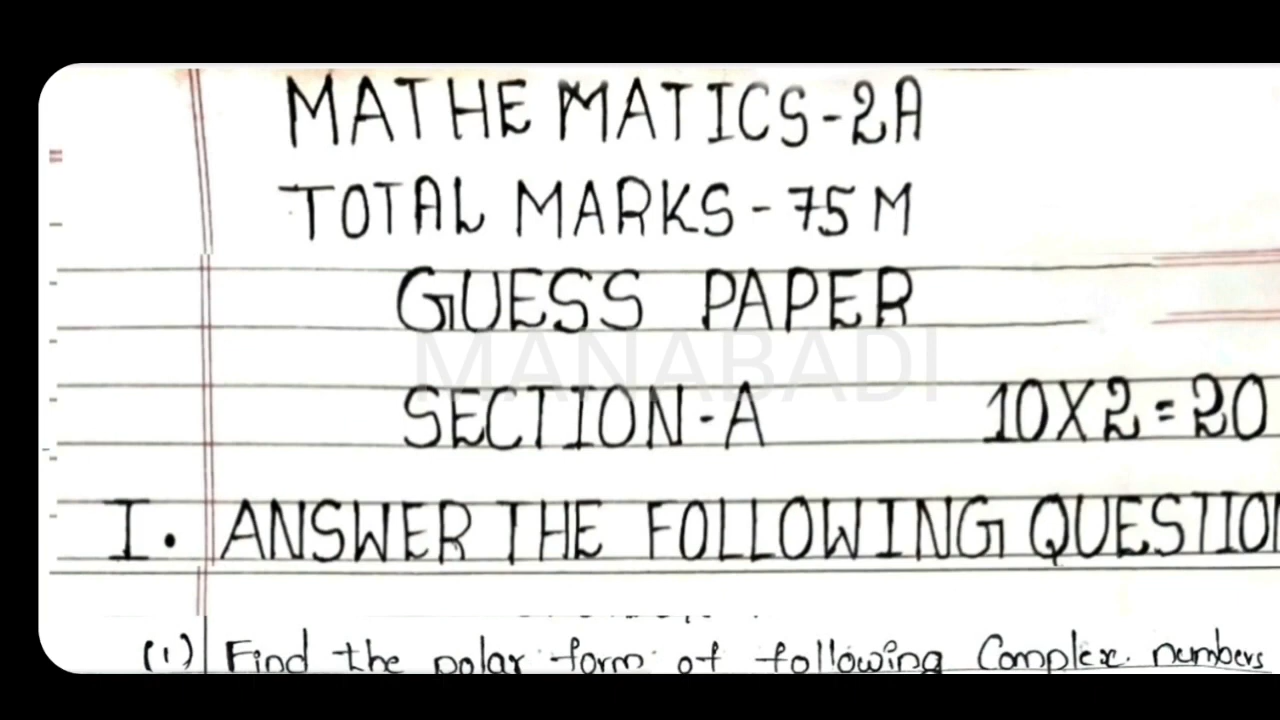 MATHEMATICS-2A
TOTAL MARKS - 75 M
GUESS PAPER
MANABADI
SECTION-A 10X2=20
I. ANSWER THE FOLLOWING QUESTION
(1) Find the polar form of following Complex numbers